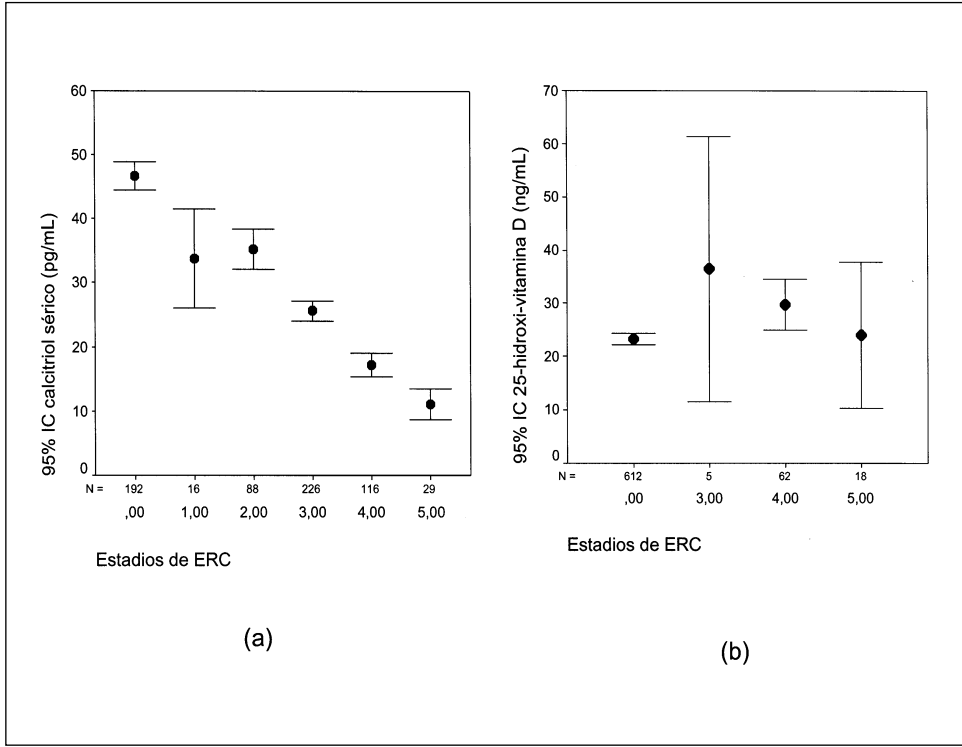 95% IC calcitriol sérico (pg/mL)
60
50
40
30
20
10
0
N = 192 16 88 226 116 29
,00 1,00 2,00 3,00 4,00 5,00
Estadios de ERC
(a)
95% IC 25-hidroxi-vitamina D (ng/mL)
70
60
50
40
30
20
10
0
N = 612 5 62 18
,00 3,00 4,00 5,00
Estadios de ERC
(b)